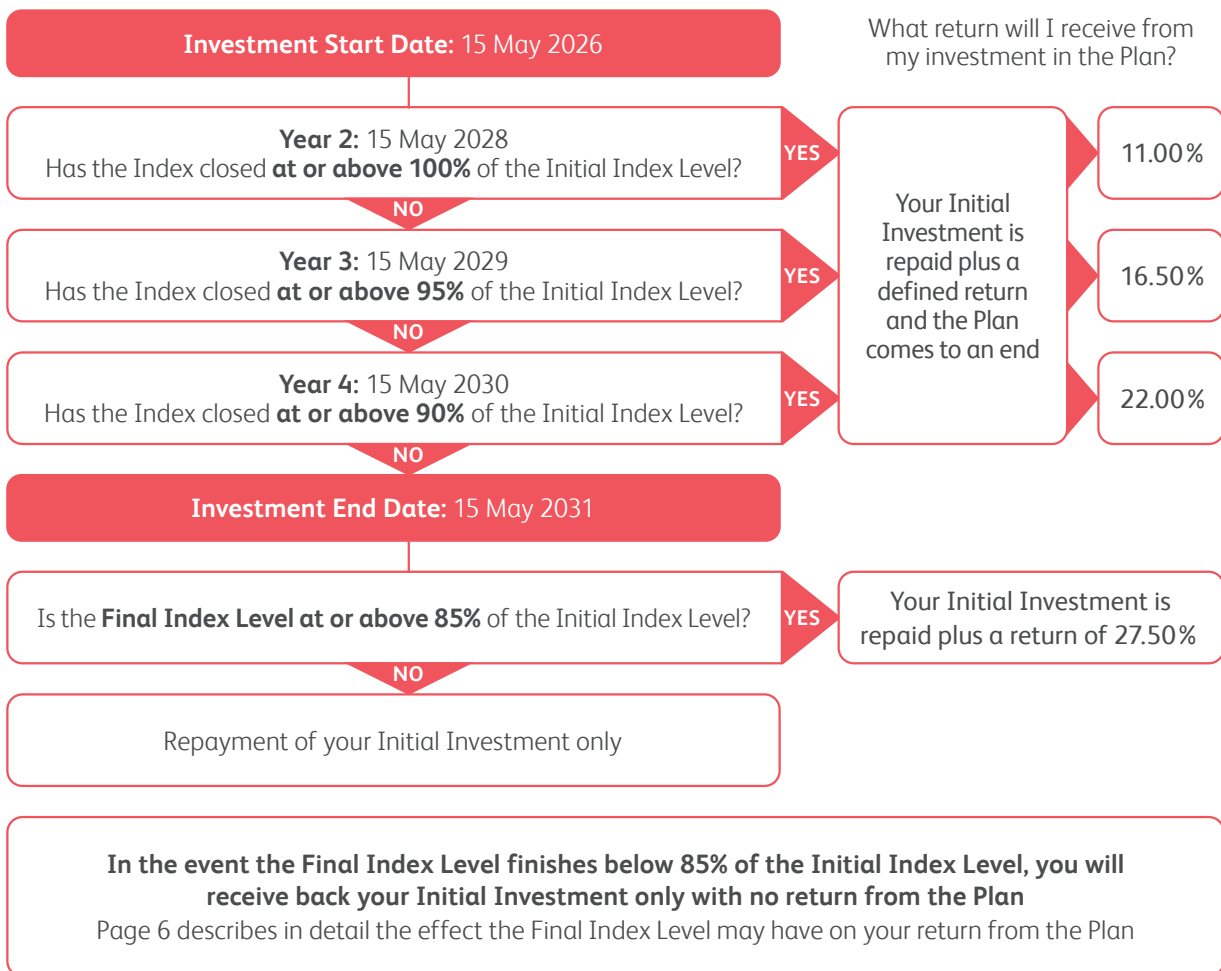 Investment Start Date: 15 May 2026
What return will I receive from
my investment in the Plan?
Year 2: 15 May 2028
Has the Index closed at or above 100% of the Initial Index Level?
YES
11.00%
NO
Year 3: 15 May 2029
Has the Index closed at or above 95% of the Initial Index Level?
YES
16.50%
NO
Year 4: 15 May 2030
Has the Index closed at or above 90% of the Initial Index Level?
YES
22.00%
NO
Your Initial
Investment is
repaid plus a
defined return
and the Plan
comes to an end
Investment End Date: 15 May 2031
Is the Final Index Level at or above 85% of the Initial Index Level?
YES
Your Initial Investment is
repaid plus a return of 27.50%
NO
Repayment of your Initial Investment only
In the event the Final Index Level finishes below 85% of the Initial Index Level, you will
receive back your Initial Investment only with no return from the Plan
Page 6 describes in detail the effect the Final Index Level may have on your return from the Plan